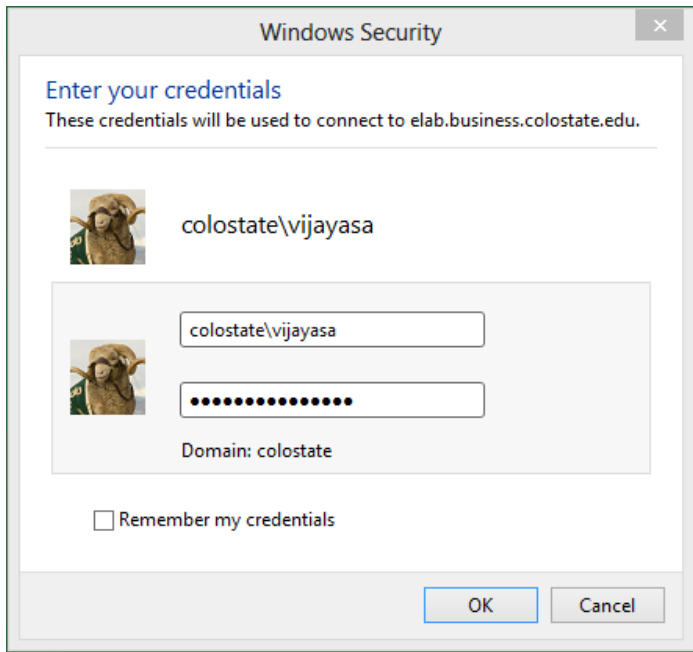 Windows Security
Enter your credentials
These credentials will be used to connect to elab.business.colostate.edu.
colostate\vijayasa
colostate\vijayasa
●●●●●●●●●●●●●●●
Domain: colostate
Remember my credentials
OK
Cancel